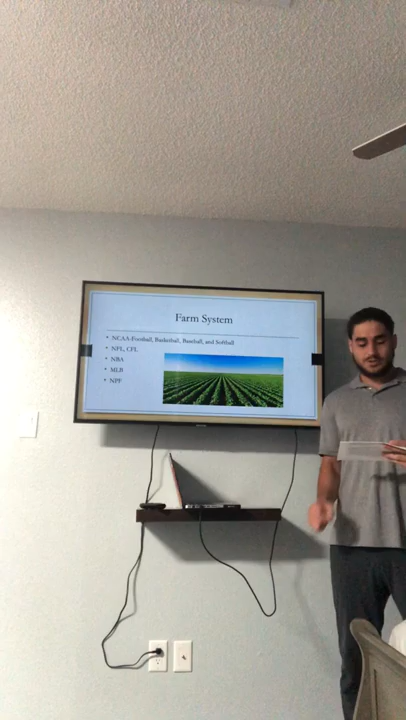 Farm System
• NCAA-Football, Basketball, Baseball, and Softball
• NFL, CFL
• NBA
• MLB
• NPF